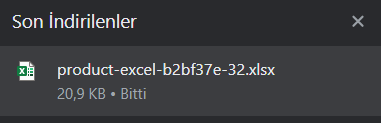 Son İndirilenler
product-excel-b2bf37e-32.xlsx
20,9 KB • Bitti